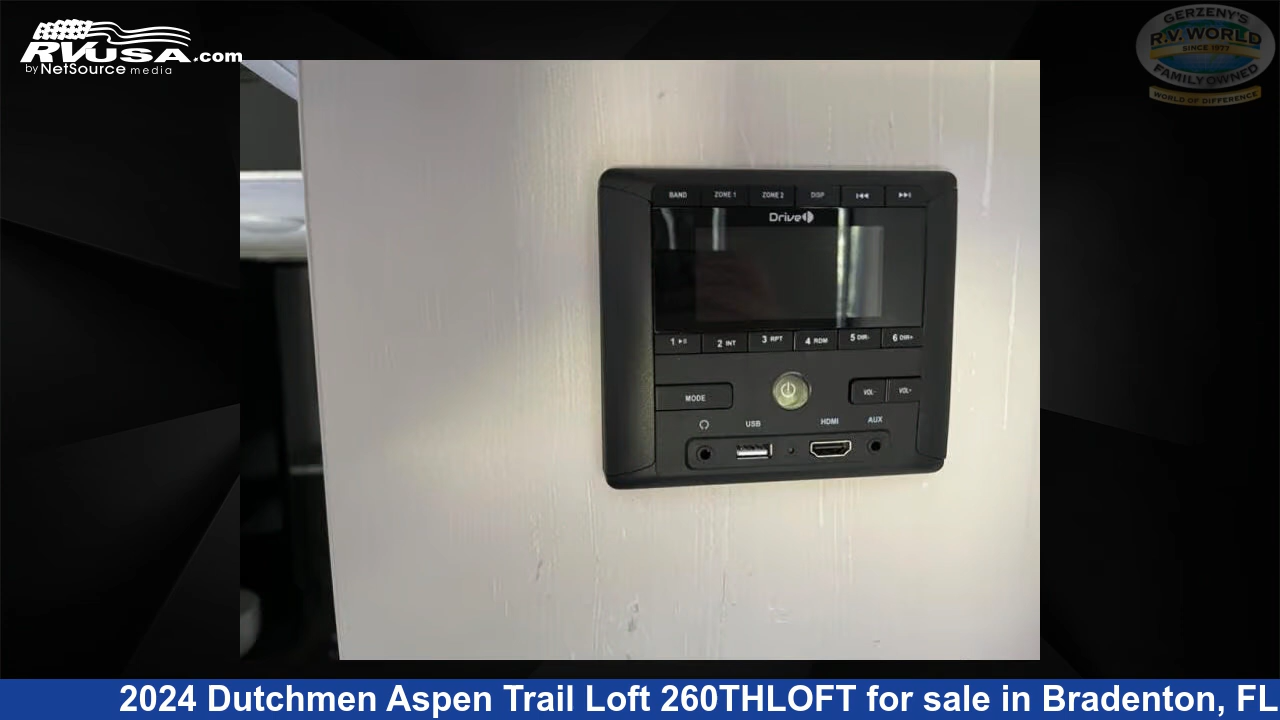 RVUSA.com
by NetSource media
GERZENY'S
R.V. WORLD
SINCE 1977
FAMILY OWNED
WORLD OF DIFFERENCE
BAND ZONE 1 ZONE 2 DISP
Drive
1 2 INT 3 RPT 4 RDM 5 DIR- 6 DIR+
MODE VOL- VOL+
USB HDMI AUX
2024 Dutchmen Aspen Trail Loft 260THLOFT for sale in Bradenton, FL